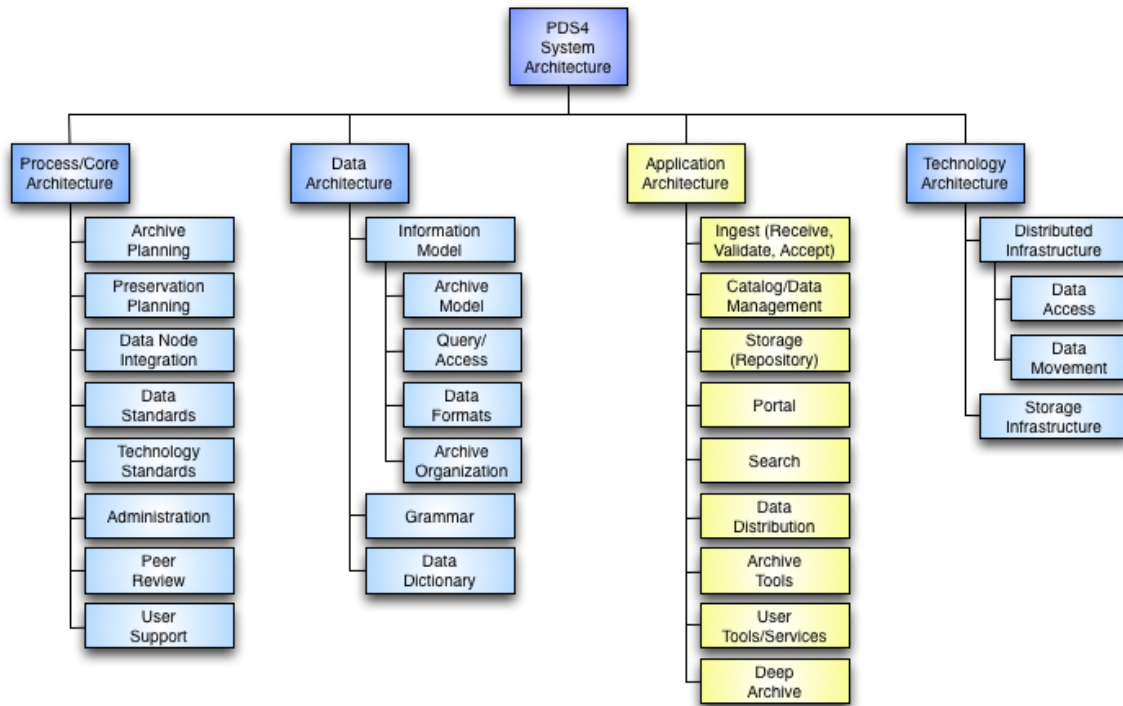 PDS4
System
Architecture
Process/Core
Architecture
Archive
Planning
Preservation
Planning
Data Node
Integration
Data
Standards
Technology
Standards
Administration
Peer
Review
User
Support
Data
Architecture
Information
Model
Archive
Model
Query/
Access
Data
Formats
Archive
Organization
Grammar
Data
Dictionary
Application
Architecture
Ingest (Receive,
Validate, Accept)
Catalog/Data
Management
Storage
(Repository)
Portal
Search
Data
Distribution
Archive
Tools
User
Tools/Services
Deep
Archive
Technology
Architecture
Distributed
Infrastructure
Data
Access
Data
Movement
Storage
Infrastructure